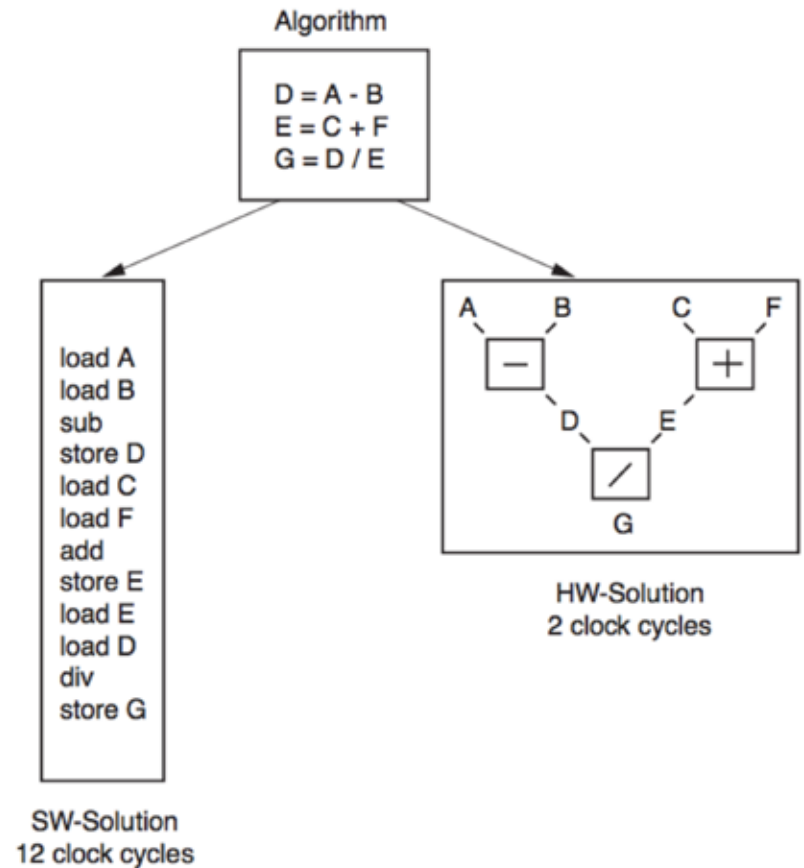 Algorithm
D = A - B
E = C + F
G = D / E
load A
load B
sub
store D
load C
load F
add
store E
load E
load D
div
store G
SW-Solution
12 clock cycles
A B C F
− +
D E
/
G
HW-Solution
2 clock cycles